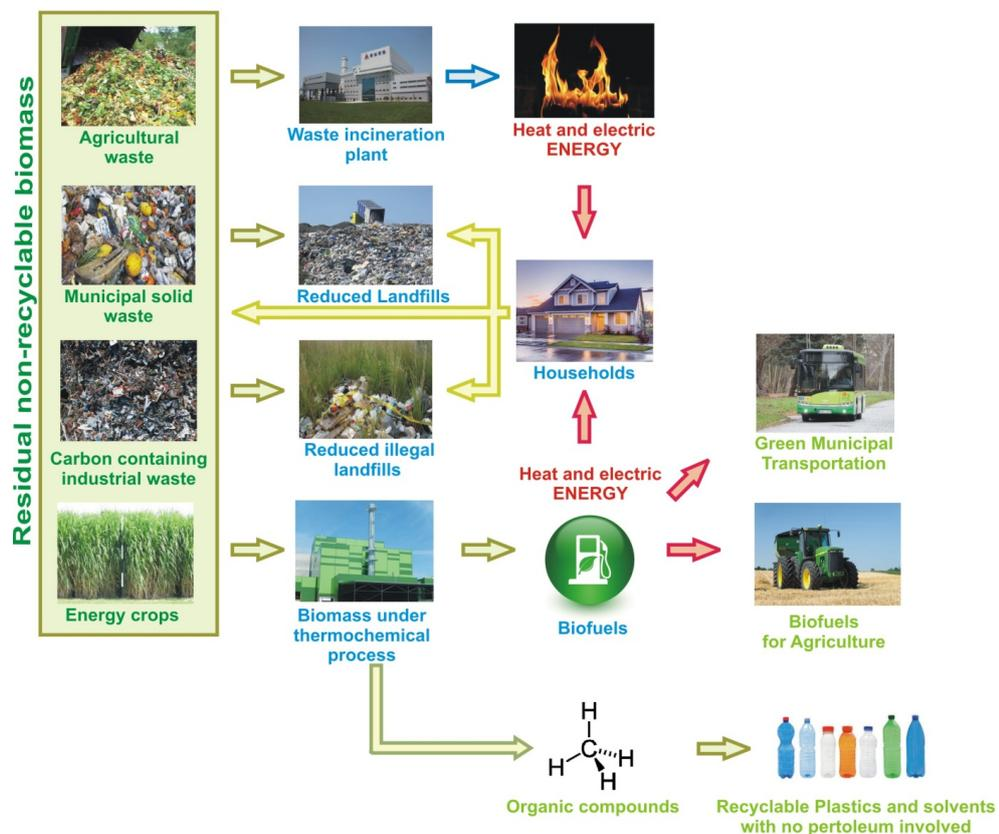 Residual non-recyclable biomass
Agricultural
waste
Waste incineration
plant
Heat and electric
ENERGY
Municipal solid
waste
Reduced Landfills
Households
Carbon containing
industrial waste
Reduced illegal
landfills
Heat and electric
ENERGY
Green Municipal
Transportation
Energy crops
Biomass under
thermochemical
process
Biofuels
Biofuels
for Agriculture
H
C
H
H
H
Organic compounds
Recyclable Plastics and solvents
with no pertoleum involved